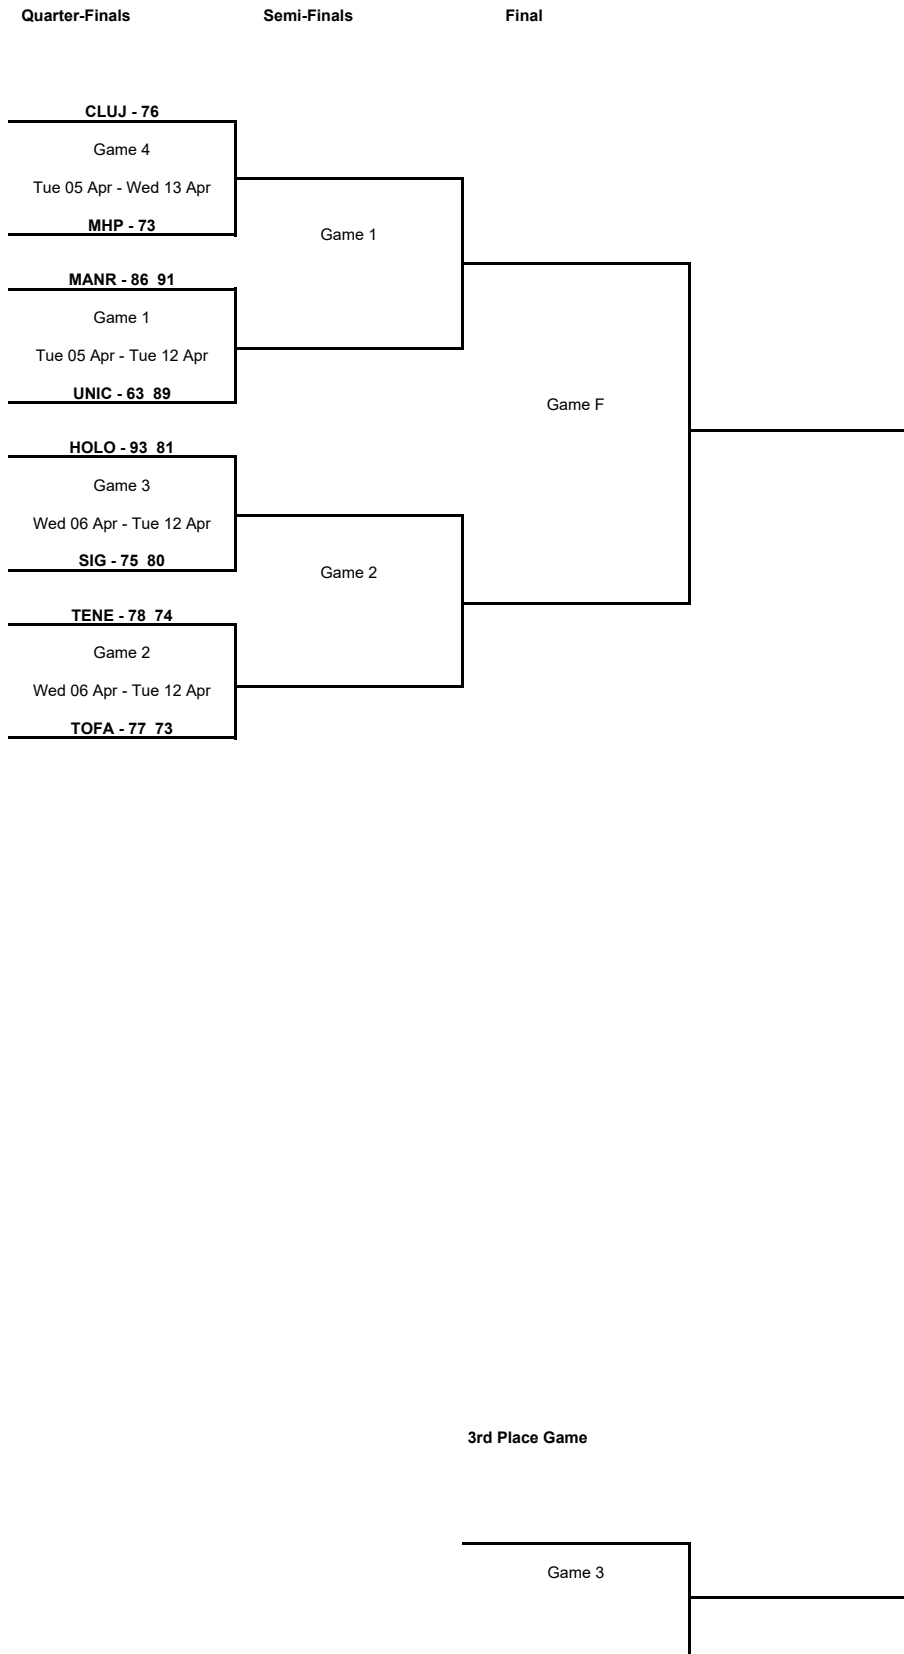 Quarter-Finals Semi-Finals Final
CLUJ - 76
Game 4
Tue 05 Apr - Wed 13 Apr
MHP - 73
Game 1
MANR - 86 91
Game 1
Tue 05 Apr - Tue 12 Apr
UNIC - 63 89
Game F
HOLO - 93 81
Game 3
Wed 06 Apr - Tue 12 Apr
SIG - 75 80
Game 2
TENE - 78 74
Game 2
Wed 06 Apr - Tue 12 Apr
TOFA - 77 73
3rd Place Game
Game 3